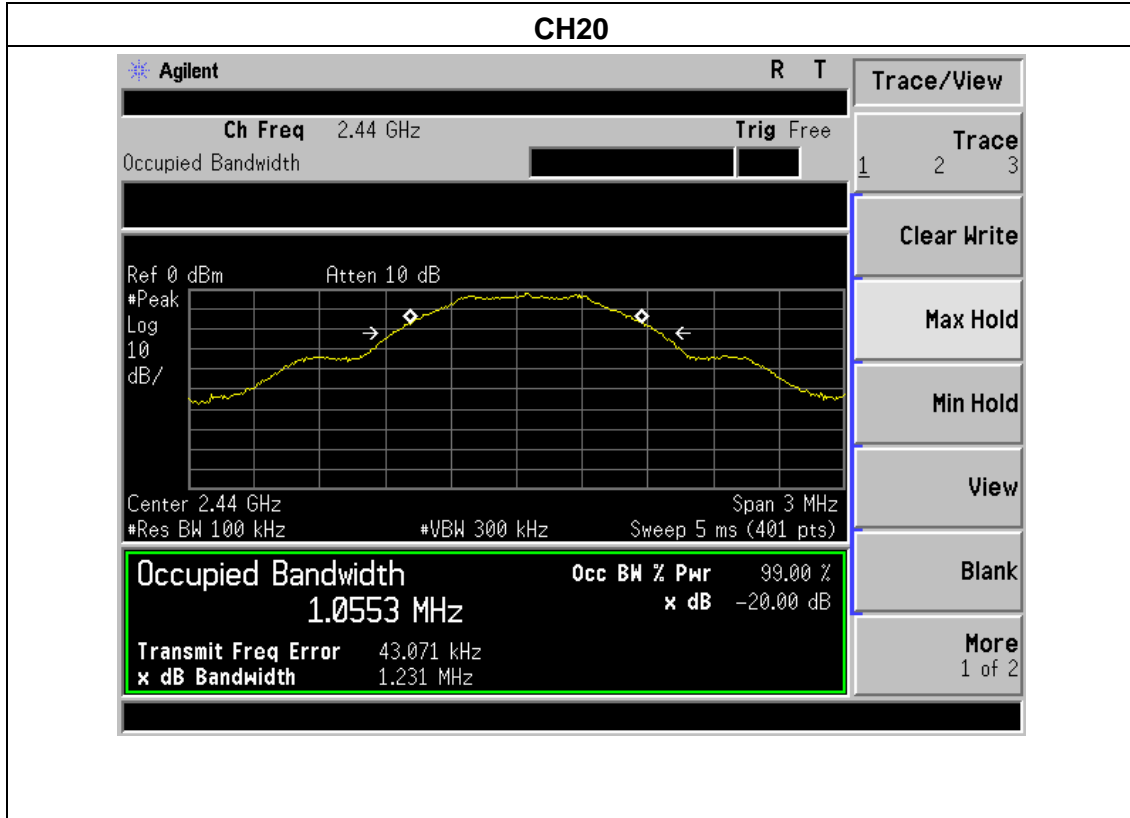 CH20
Agilent R T
Ch Freq 2.44 GHz Trig Free
Occupied Bandwidth
Ref 0 dBm Atten 10 dB
#Peak
Log
10
dB/
Center 2.44 GHz Span 3 MHz
#Res BW 100 kHz #VBW 300 kHz Sweep 5 ms (401 pts)
Occupied Bandwidth Occ BW % Pwr 99.00 %
1.0553 MHz x dB -20.00 dB
Transmit Freq Error 43.071 kHz
x dB Bandwidth 1.231 MHz
Trace/View
Trace
1 2 3
Clear Write
Max Hold
Min Hold
View
Blank
More
1 of 2